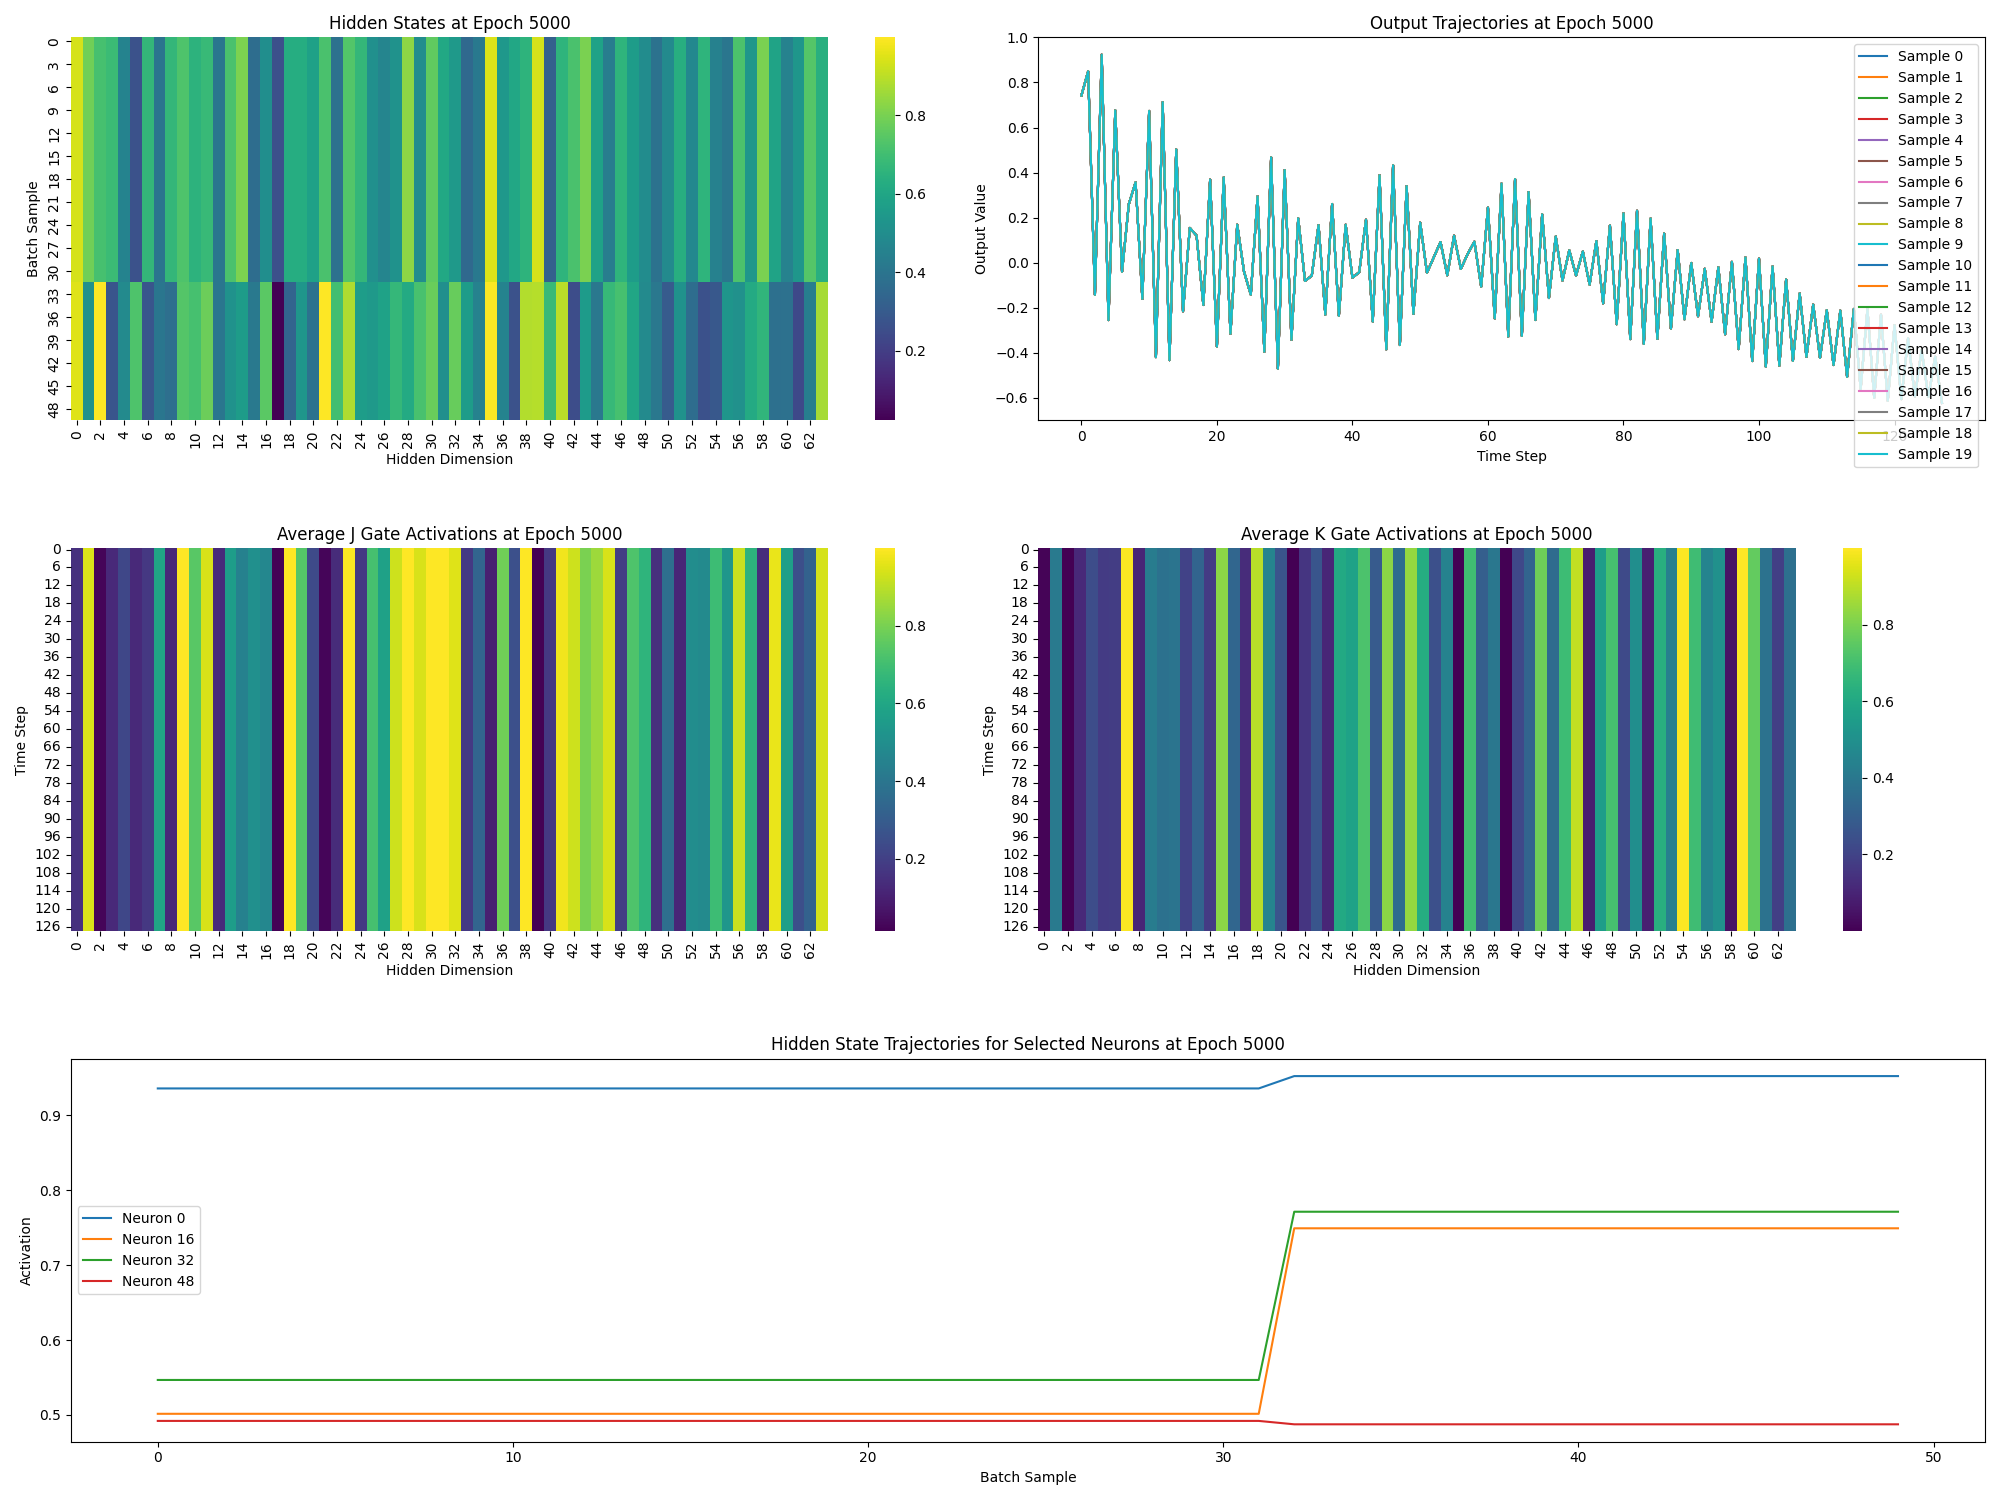 Hidden States at Epoch 5000
Batch Sample
0
3
6
9
12
15
18
21
24
27
30
33
36
39
42
45
48
0 2 4 6 8 10 12 14 16 18 20 22 24 26 28 30 32 34 36 38 40 42 44 46 48 50 52 54 56 58 60 62
Hidden Dimension
0.8
0.6
0.4
0.2
Output Trajectories at Epoch 5000
Output Value
1.0
0.8
0.6
0.4
0.2
0.0
−0.2
−0.4
−0.6
0 20 40 60 80 100 120
Time Step
Sample 0
Sample 1
Sample 2
Sample 3
Sample 4
Sample 5
Sample 6
Sample 7
Sample 8
Sample 9
Sample 10
Sample 11
Sample 12
Sample 13
Sample 14
Sample 15
Sample 16
Sample 17
Sample 18
Sample 19
Average J Gate Activations at Epoch 5000
Time Step
0
6
12
18
24
30
36
42
48
54
60
66
72
78
84
90
96
102
108
114
120
126
0 2 4 6 8 10 12 14 16 18 20 22 24 26 28 30 32 34 36 38 40 42 44 46 48 50 52 54 56 58 60 62
Hidden Dimension
0.8
0.6
0.4
0.2
Average K Gate Activations at Epoch 5000
Time Step
0
6
12
18
24
30
36
42
48
54
60
66
72
78
84
90
96
102
108
114
120
126
0 2 4 6 8 10 12 14 16 18 20 22 24 26 28 30 32 34 36 38 40 42 44 46 48 50 52 54 56 58 60 62
Hidden Dimension
0.8
0.6
0.4
0.2
Hidden State Trajectories for Selected Neurons at Epoch 5000
Activation
0.9
0.8
0.7
0.6
0.5
Neuron 0
Neuron 16
Neuron 32
Neuron 48
0 10 20 30 40 50
Batch Sample